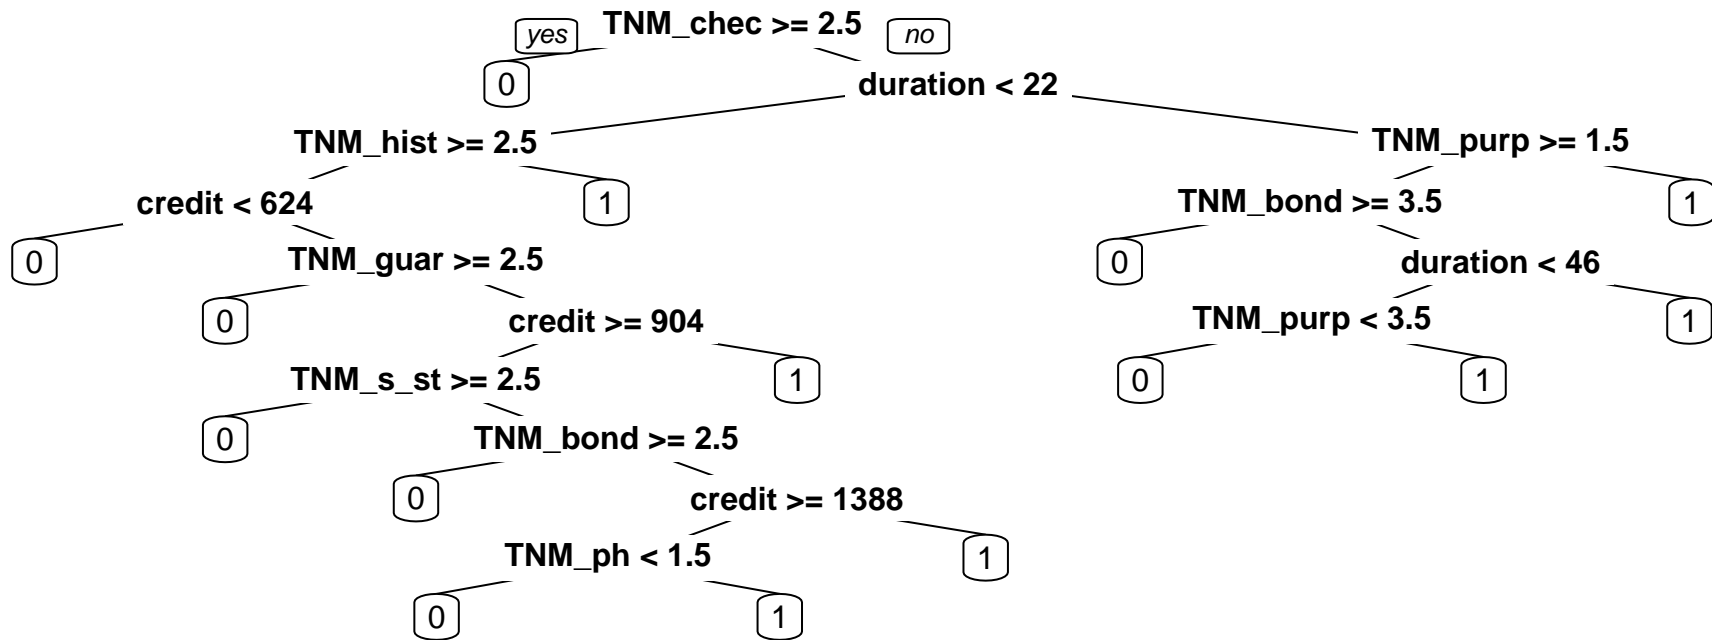 yes TNM_chec >= 2.5 no
0 duration < 22
TNM_hist >= 2.5 TNM_purp >= 1.5
credit < 624 1 TNM_bond >= 3.5 1
0 TNM_guar >= 2.5 0 duration < 46
0 credit >= 904 TNM_purp < 3.5 1
TNM_s_st >= 2.5 1 0 1
0 TNM_bond >= 2.5
0 credit >= 1388
TNM_ph < 1.5 1
0 1